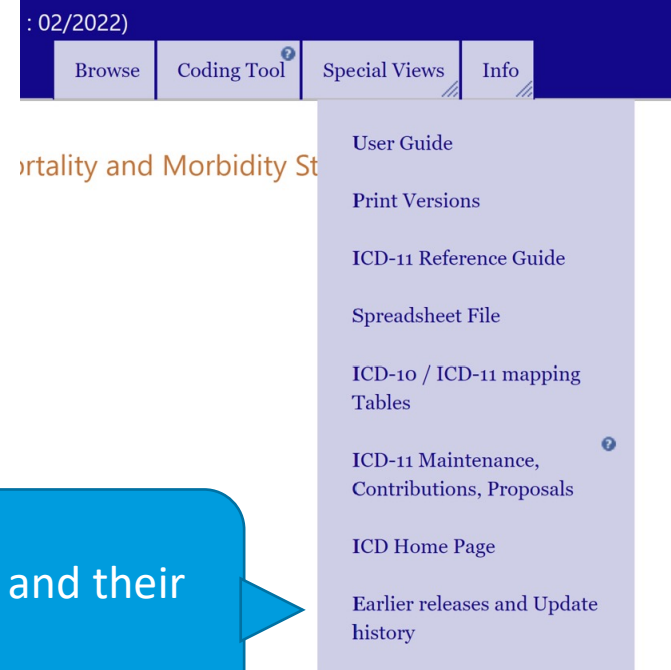 : 02/2022)
Browse Coding Tool Special Views Info
ortality and Morbidity St
User Guide
Print Versions
ICD-11 Reference Guide
Spreadsheet File
ICD-10 / ICD-11 mapping
Tables
ICD-11 Maintenance,
Contributions, Proposals
ICD Home Page
and their
Earlier releases and Update
history